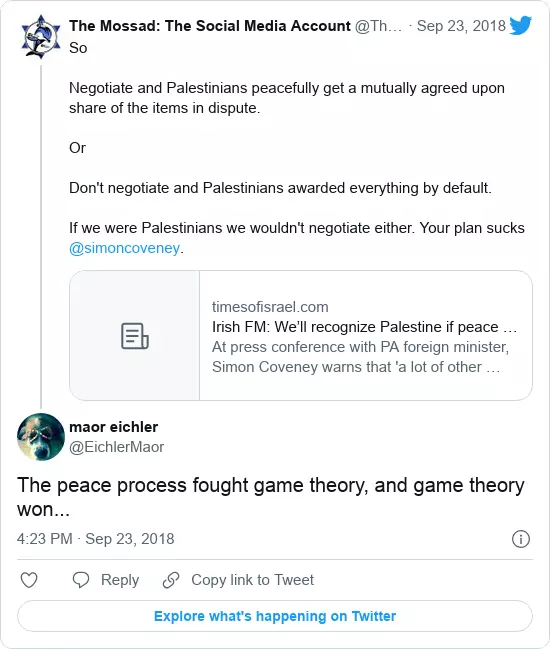 The Mossad: The Social Media Account @Th... · Sep 23, 2018
So
Negotiate and Palestinians peacefully get a mutually agreed upon
share of the items in dispute.
Or
Don't negotiate and Palestinians awarded everything by default.
If we were Palestinians we wouldn't negotiate either. Your plan sucks
@simoncoveney.
timesofisrael.com
Irish FM: We’ll recognize Palestine if peace …
At press conference with PA foreign minister,
Simon Coveney warns that 'a lot of other …
maor eichler
@EichlerMaor
The peace process fought game theory, and game theory
won...
4:23 PM · Sep 23, 2018
Reply
Copy link to Tweet
Explore what's happening on Twitter